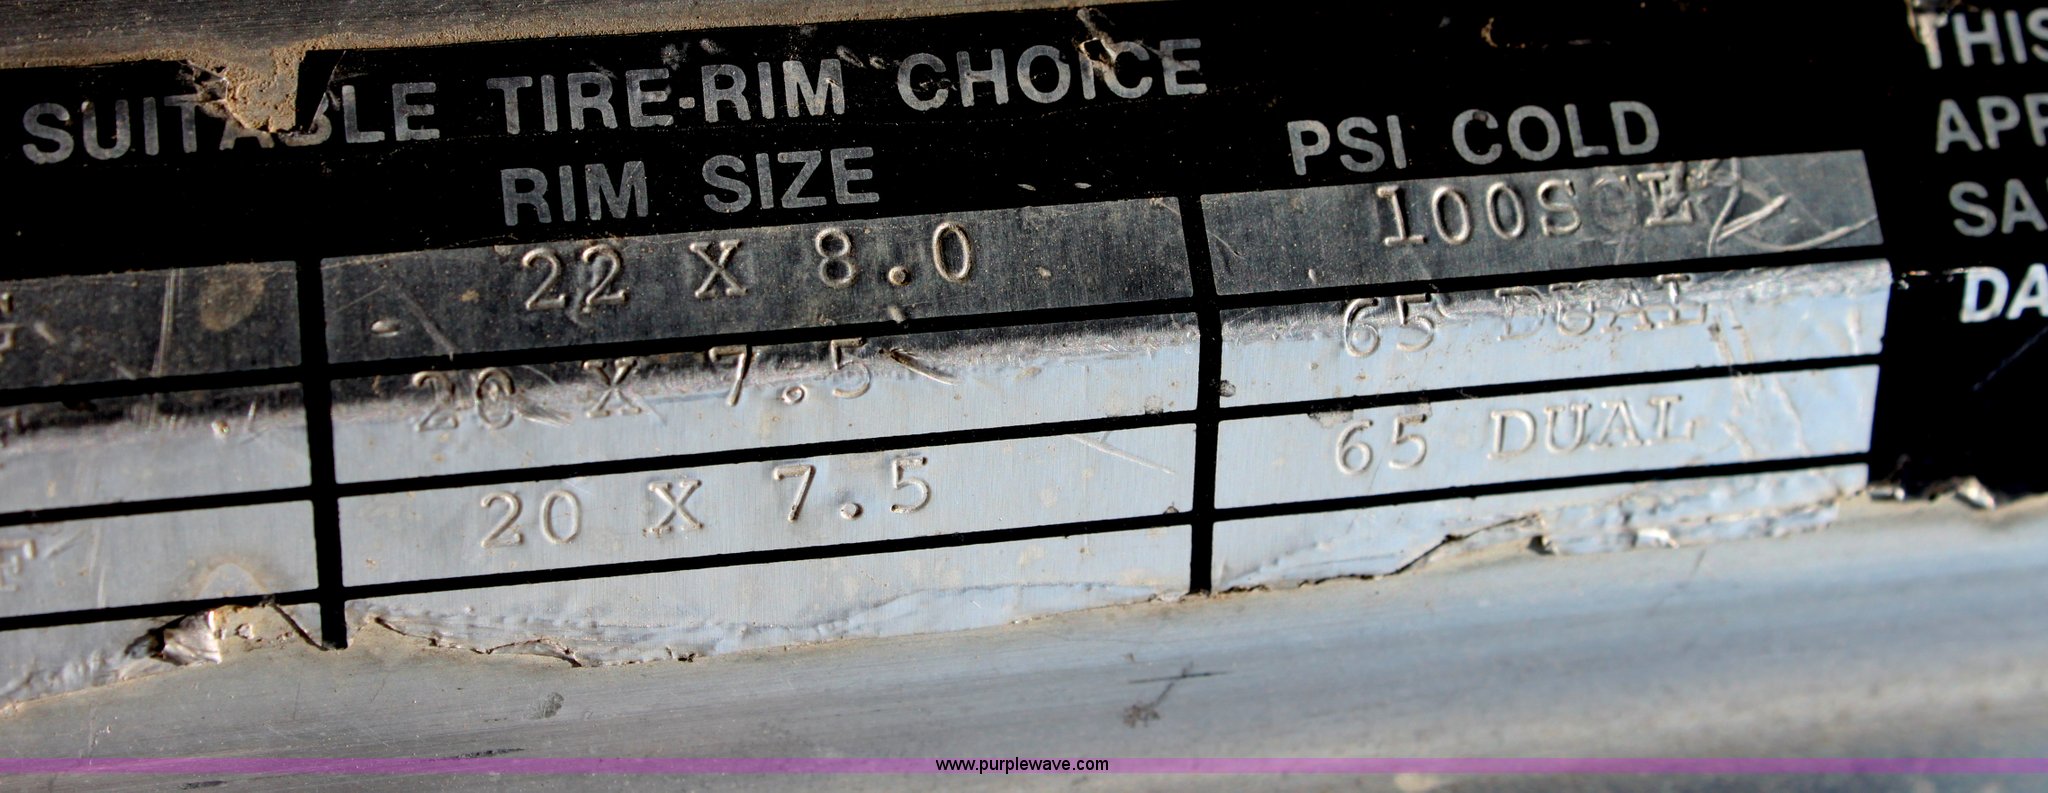 SUITABLE TIRE-RIM CHOICE
RIM SIZE PSI COLD
22 X 8.0 100S
20 X 7.5 65 DUAL
20 X 7.5 65 DUAL
THIS
APP
SA
DA
www.purplewave.com